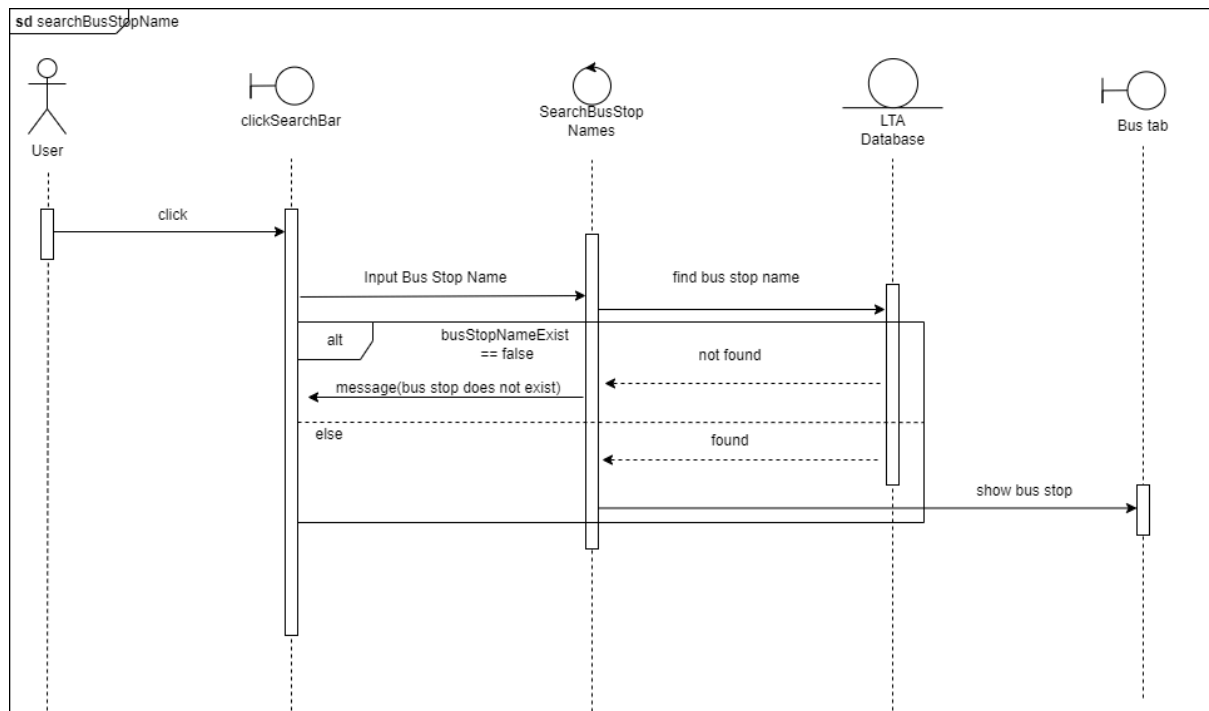 sd searchBusStopName
User
clickSearchBar
SearchBusStop
Names
LTA
Database
Bus tab
click
Input Bus Stop Name
find bus stop name
alt
busStopNameExist
== false
not found
message(bus stop does not exist)
else
found
show bus stop